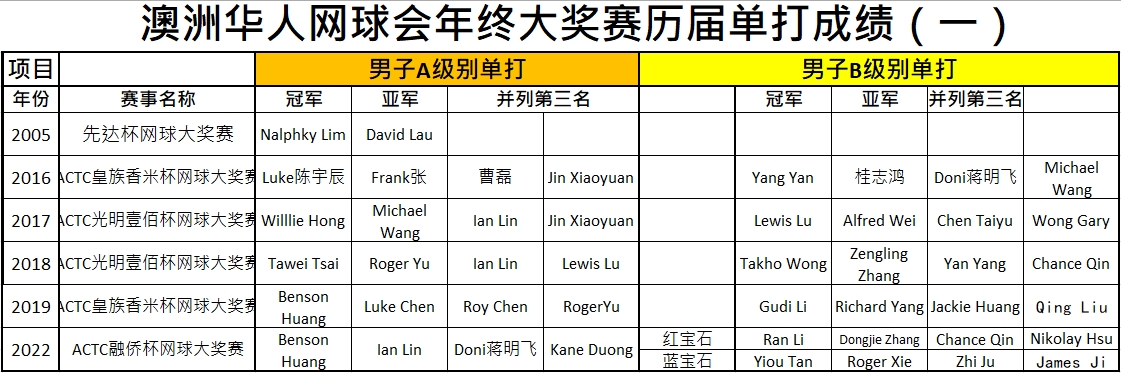 澳洲华人网球会年终大奖赛历届单打成绩（一）
项目 男子A级别单打 男子B级别单打
年份 赛事名称 冠军 亚军 并列第三名 冠军 亚军 并列第三名
2005 先达杯网球大奖赛 Nalphky Lim David Lau
2016 ACTC皇族香米杯网球大奖赛 Luke陈宇辰 Frank张 曹磊 Jin Xiaoyuan Yang Yan 桂志鸿 Doni蒋明飞 Michael Wang
2017 ACTC光明壹佰杯网球大奖赛 Willlie Hong Michael Wang Ian Lin Jin Xiaoyuan Lewis Lu Alfred Wei Chen Taiyu Wong Gary
2018 ACTC光明壹佰杯网球大奖赛 Tawei Tsai Roger Yu Ian Lin Lewis Lu Takho Wong Zengling Zhang Yan Yang Chance Qin
2019 ACTC皇族香米杯网球大奖赛 Benson Huang Luke Chen Roy Chen RogerYu Gudi Li Richard Yang Jackie Huang Qing Liu
2022 ACTC融侨杯网球大奖赛 Benson Huang Ian Lin Doni蒋明飞 Kane Duong 红宝石 Ran Li Dongjie Zhang Chance Qin Nikolay Hsu
蓝宝石 Yiou Tan Roger Xie Zhi Ju James Ji